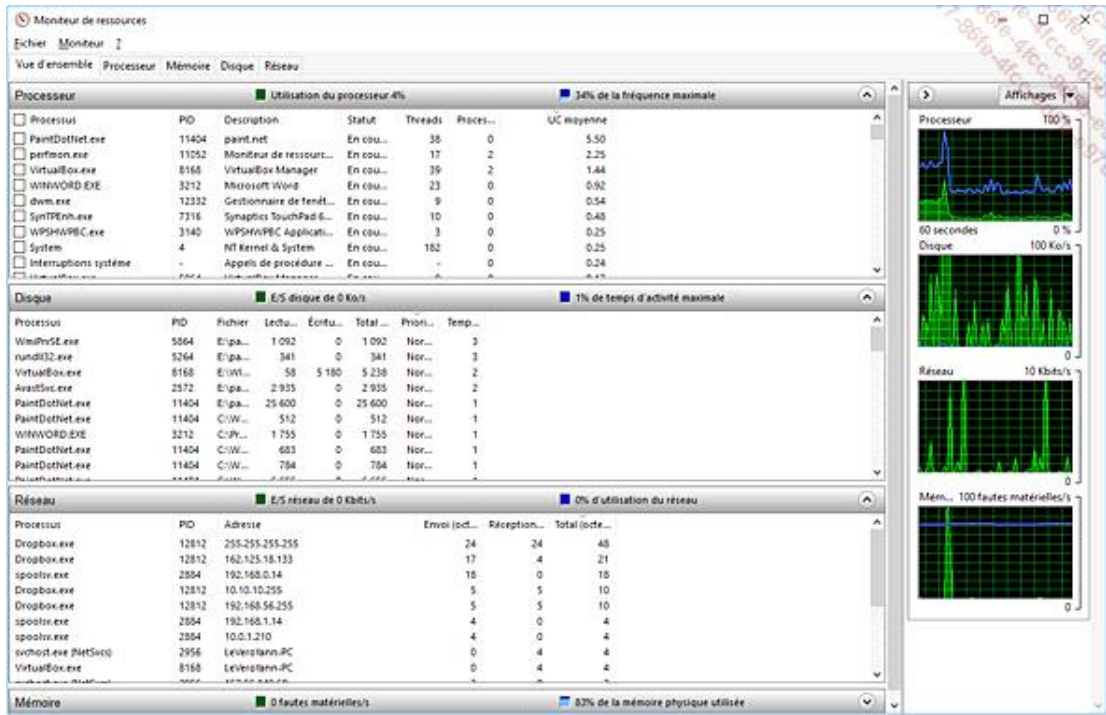 Moniteur de ressources
Fichier Moniteur ?
Vue d'ensemble Processeur Mémoire Disque Réseau
Processeur Utilisation du processeur 4% 34% de la fréquence maximale
Processus PID Description Statut Threads Proces... UC moyenne
PaintDotNet.exe 11404 paint.net En cou... 38 0 5.50
perfmon.exe 11052 Moniteur de ressourc... En cou... 17 2 2.25
VirtualBox.exe 8168 VirtualBox Manager En cou... 39 2 1.44
WINWORD.EXE 3212 Microsoft Word En cou... 23 0 0.92
dwm.exe 12332 Gestionnaire de fenêt... En cou... 9 0 0.54
SynTPEnh.exe 7316 Synaptics TouchPad 6... En cou... 10 0 0.48
WPSHWPBC.exe 3140 WPSHWPBC Applicati... En cou... 3 0 0.25
System 4 NT Kernel & System En cou... 182 0 0.25
Interruptions système - Appels de procédure ... En cou... - 0 0.24
Disque E/S disque de 0 Ko/s 1% de temps d'activité maximale
Processus PID Fichier Lectu... Écritu... Total ... Priori... Temp...
WmiPrvSE.exe 5864 E:\pa... 1 092 0 1 092 Nor... 3
rundll32.exe 5264 E:\pa... 341 0 341 Nor... 3
VirtualBox.exe 8168 E:\VI... 58 5 180 5 238 Nor... 2
AvastSvc.exe 2572 E:\pa... 2 935 0 2 935 Nor... 2
PaintDotNet.exe 11404 E:\pa... 25 600 0 25 600 Nor... 1
PaintDotNet.exe 11404 C:\W... 512 0 512 Nor... 1
WINWORD.EXE 3212 C:\Pr... 1 755 0 1 755 Nor... 1
PaintDotNet.exe 11404 C:\W... 683 0 683 Nor... 1
PaintDotNet.exe 11404 C:\W... 784 0 784 Nor... 1
Réseau E/S réseau de 0 Kbits/s 0% d'utilisation du réseau
Processus PID Adresse Envoi (oct... Réception... Total (octe...
Dropbox.exe 12812 255.255.255.255 24 24 48
Dropbox.exe 12812 162.125.18.133 17 4 21
spoolsv.exe 2884 192.168.0.14 18 0 18
Dropbox.exe 12812 10.10.10.255 5 5 10
Dropbox.exe 12812 192.168.56.255 5 5 10
spoolsv.exe 2884 192.168.1.14 4 0 4
spoolsv.exe 2884 10.0.1.210 4 0 4
svchost.exe (NetSvcs) 2956 0 4 4
VirtualBox.exe 8168 0 4 4
Mémoire 0 fautes matérielles/s 83% de la mémoire physique utilisée
Affichages
Processeur 100 %
60 secondes 0 %
Disque 100 Ko/s
0
Réseau 10 Kbits/s
0
Mém... 100 fautes matérielles/s
0